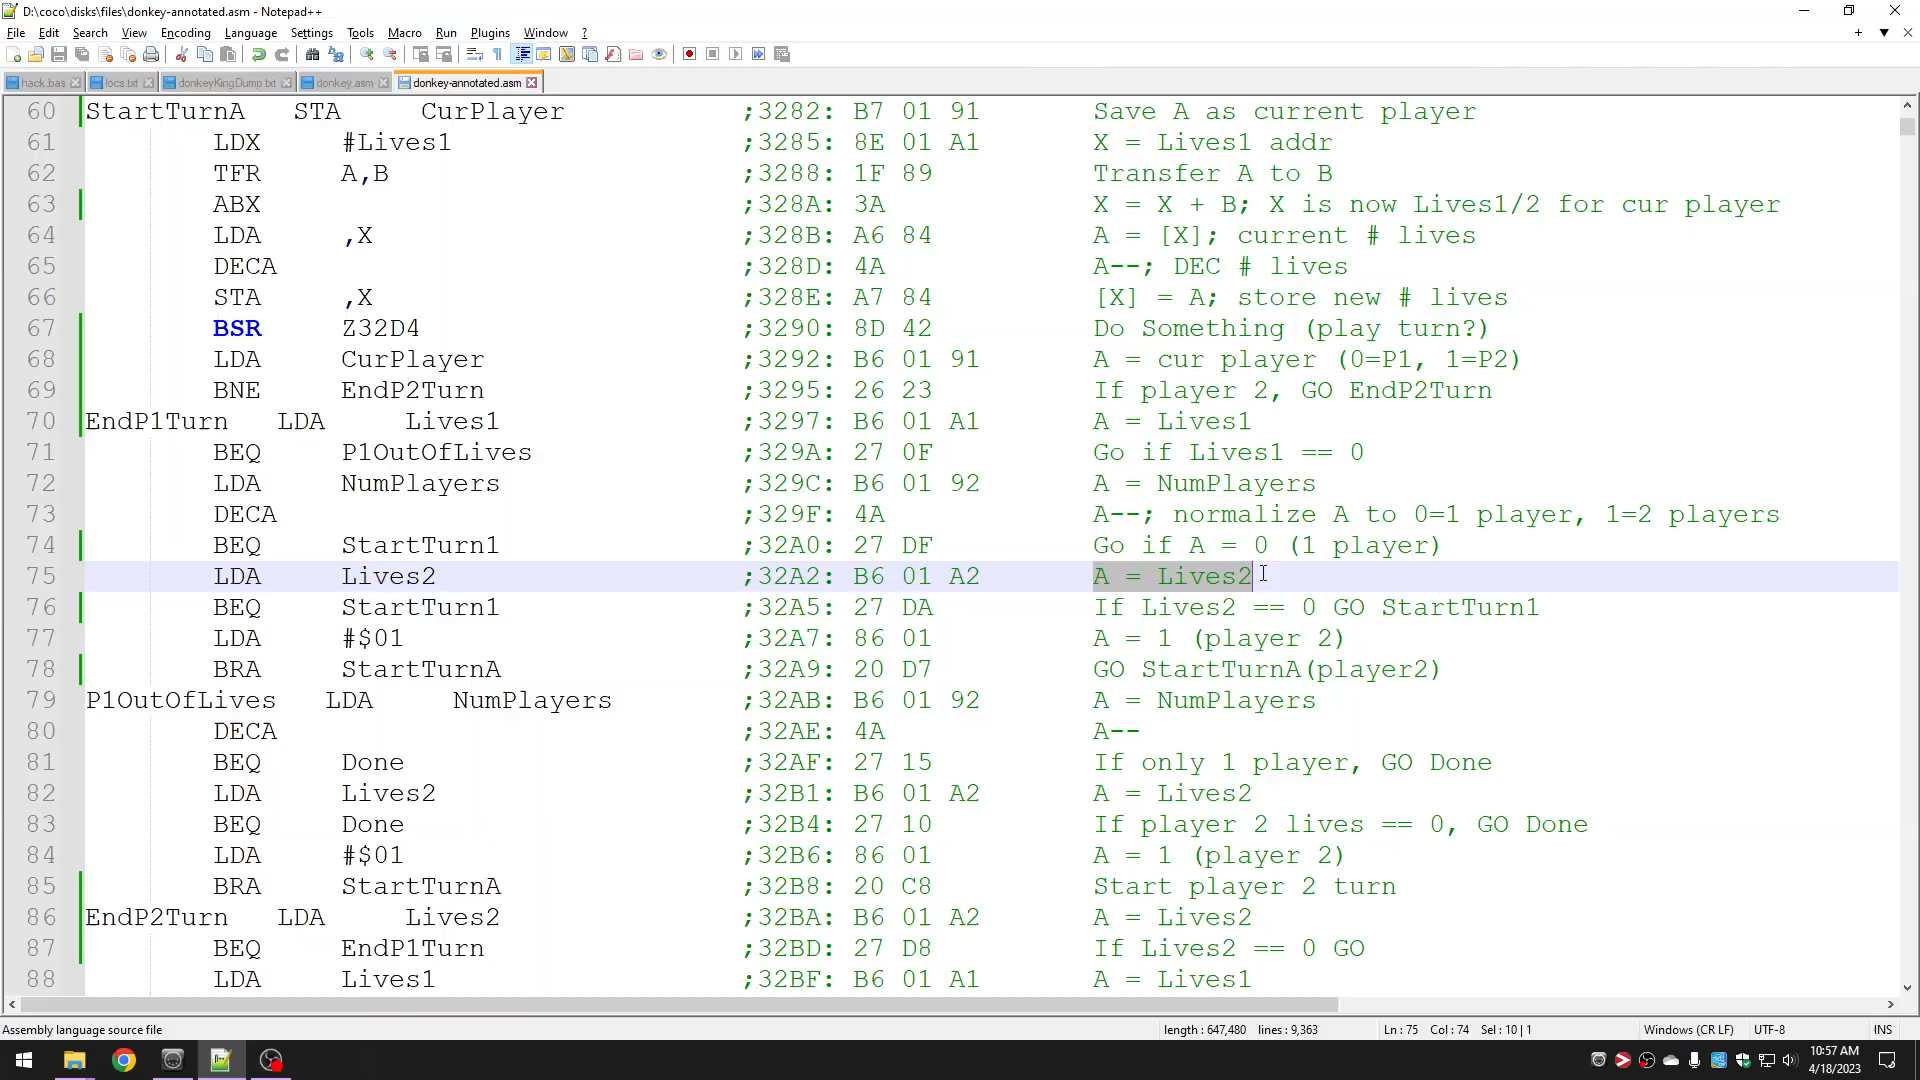 D:\coco\disks\files\donkey-annotated.asm - Notepad++
File Edit Search View Encoding Language Settings Tools Macro Run Plugins Window ?
hack.bas locs.txt donkeyKingDump.txt donkey.asm donkey-annotated.asm
60 StartTurnA STA CurPlayer ;3282: B7 01 91 Save A as current player
61 LDX #Lives1 ;3285: 8E 01 A1 X = Lives1 addr
62 TFR A,B ;3288: 1F 89 Transfer A to B
63 ABX ;328A: 3A X = X + B; X is now Lives1/2 for cur player
64 LDA ,X ;328B: A6 84 A = [X]; current # lives
65 DECA ;328D: 4A A--; DEC # lives
66 STA ,X ;328E: A7 84 [X] = A; store new # lives
67 BSR Z32D4 ;3290: 8D 42 Do Something (play turn?)
68 LDA CurPlayer ;3292: B6 01 91 A = cur player (0=P1, 1=P2)
69 BNE EndP2Turn ;3295: 26 23 If player 2, GO EndP2Turn
70 EndP1Turn LDA Lives1 ;3297: B6 01 A1 A = Lives1
71 BEQ P1OutOfLives ;329A: 27 0F Go if Lives1 == 0
72 LDA NumPlayers ;329C: B6 01 92 A = NumPlayers
73 DECA ;329F: 4A A--; normalize A to 0=1 player, 1=2 players
74 BEQ StartTurn1 ;32A0: 27 DF Go if A = 0 (1 player)
75 LDA Lives2 ;32A2: B6 01 A2 A = Lives2
76 BEQ StartTurn1 ;32A5: 27 DA If Lives2 == 0 GO StartTurn1
77 LDA #$01 ;32A7: 86 01 A = 1 (player 2)
78 BRA StartTurnA ;32A9: 20 D7 GO StartTurnA(player2)
79 P1OutOfLives LDA NumPlayers ;32AB: B6 01 92 A = NumPlayers
80 DECA ;32AE: 4A A--
81 BEQ Done ;32AF: 27 15 If only 1 player, GO Done
82 LDA Lives2 ;32B1: B6 01 A2 A = Lives2
83 BEQ Done ;32B4: 27 10 If player 2 lives == 0, GO Done
84 LDA #$01 ;32B6: 86 01 A = 1 (player 2)
85 BRA StartTurnA ;32B8: 20 C8 Start player 2 turn
86 EndP2Turn LDA Lives2 ;32BA: B6 01 A2 A = Lives2
87 BEQ EndP1Turn ;32BD: 27 D8 If Lives2 == 0 GO
88 LDA Lives1 ;32BF: B6 01 A1 A = Lives1
Assembly language source file length : 647,480 lines : 9,363 Ln : 75 Col : 74 Sel : 10 | 1 Windows (CR LF) UTF-8 INS
10:57 AM
4/18/2023